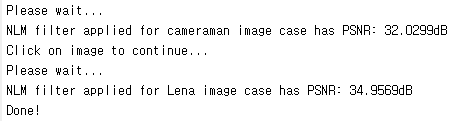 Please wait...
NLM filter applied for cameraman image case has PSNR: 32.0299dB
Click on image to continue...
Please wait...
NLM filter applied for Lena image case has PSNR: 34.9569dB
Done!